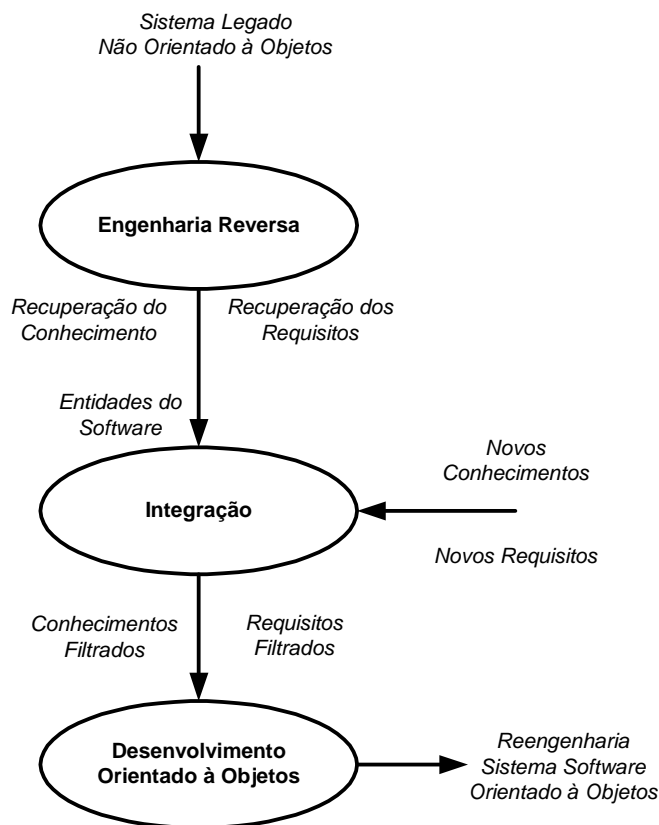 Sistema Legado
Não Orientado à Objetos
Engenharia Reversa
Recuperação do
Conhecimento
Recuperação dos
Requisitos
Entidades do
Software
Novos
Conhecimentos
Integração
Novos Requisitos
Conhecimentos
Filtrados
Requisitos
Filtrados
Desenvolvimento
Orientado à Objetos
Reengenharia
Sistema Software
Orientado à Objetos